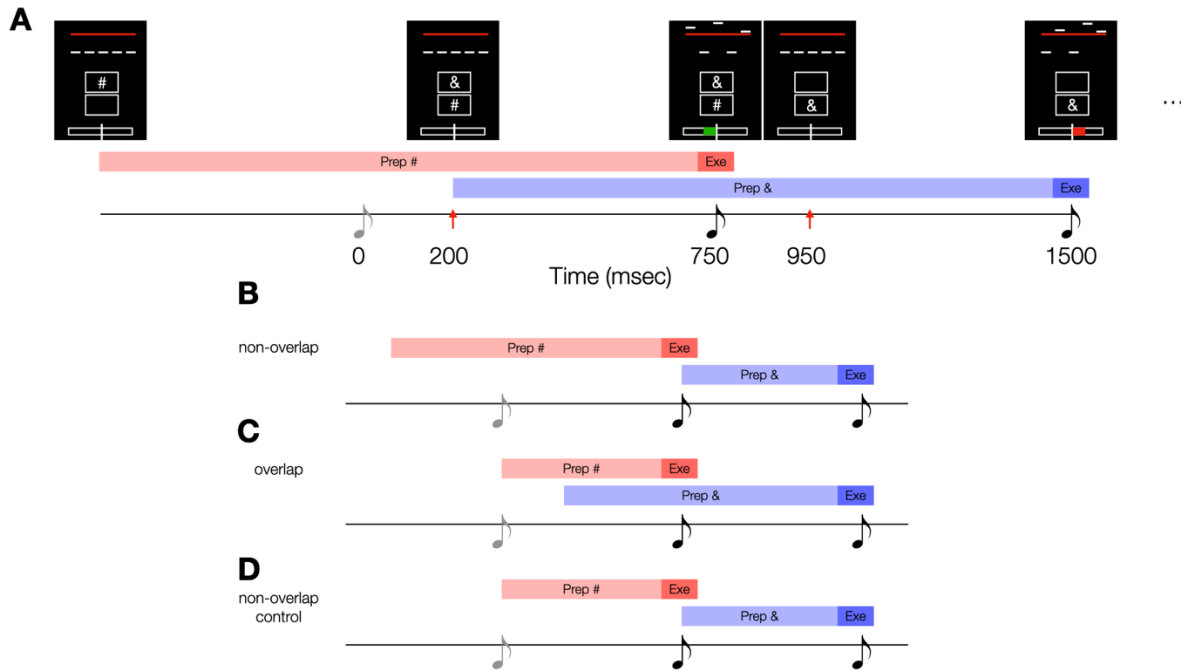 A
#
&
#
&
#
&
&
...
Prep #
Exe
Prep &
Exe
0
200
750
950
1500
Time (msec)
B
non-overlap
Prep #
Exe
Prep &
Exe
C
overlap
Prep #
Exe
Prep &
Exe
D
non-overlap
control
Prep #
Exe
Prep &
Exe